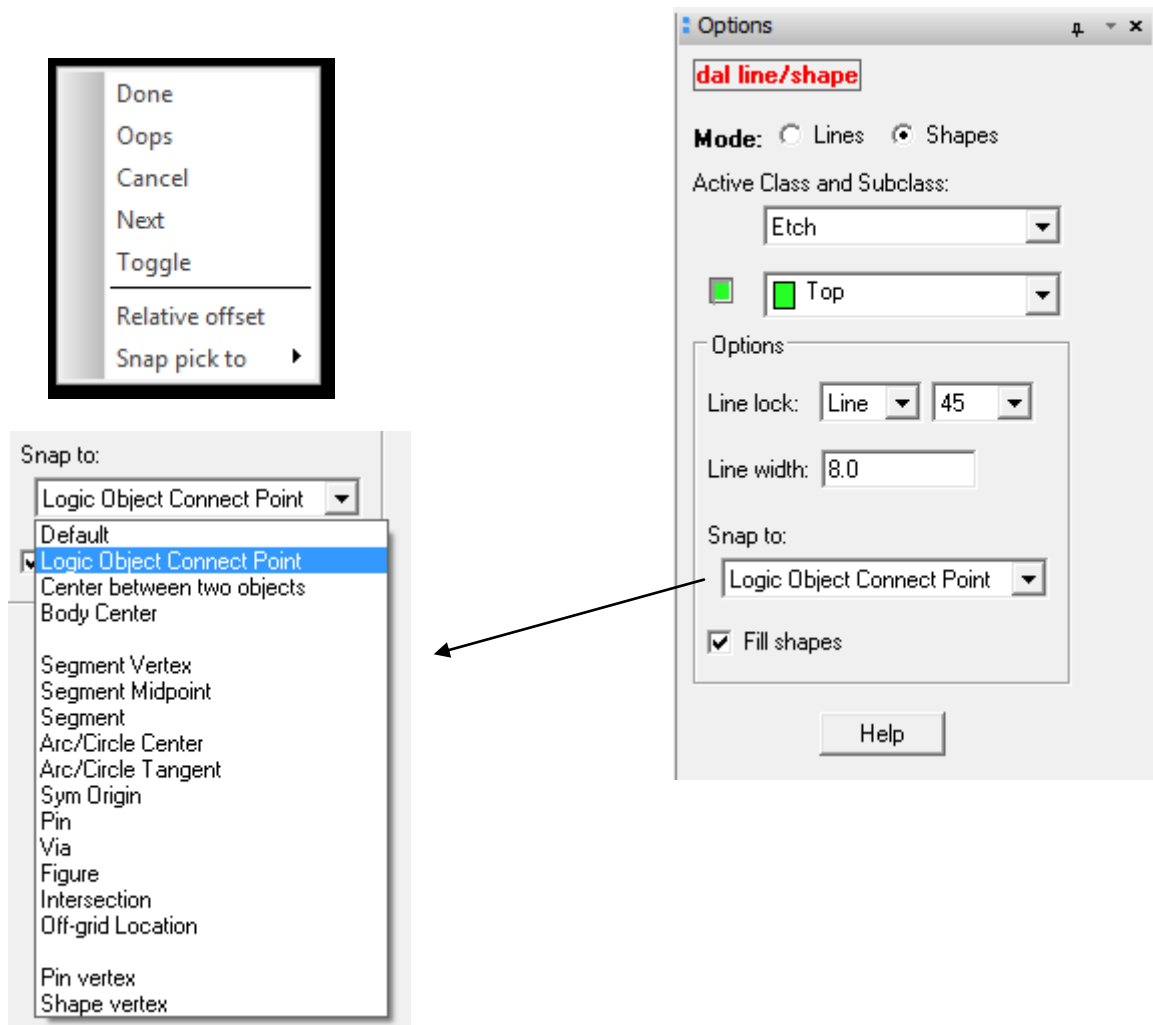 Done
Oops
Cancel
Next
Toggle
Relative offset
Snap pick to
Options
dal line/shape
Mode: Lines Shapes
Active Class and Subclass:
Etch
Top
Options
Line lock: Line 45
Line width: 8.0
Snap to:
Logic Object Connect Point
Fill shapes
Help
Snap to:
Logic Object Connect Point
Default
Logic Object Connect Point
Center between two objects
Body Center
Segment Vertex
Segment Midpoint
Segment
Arc/Circle Center
Arc/Circle Tangent
Sym Origin
Pin
Via
Figure
Intersection
Off-grid Location
Pin vertex
Shape vertex